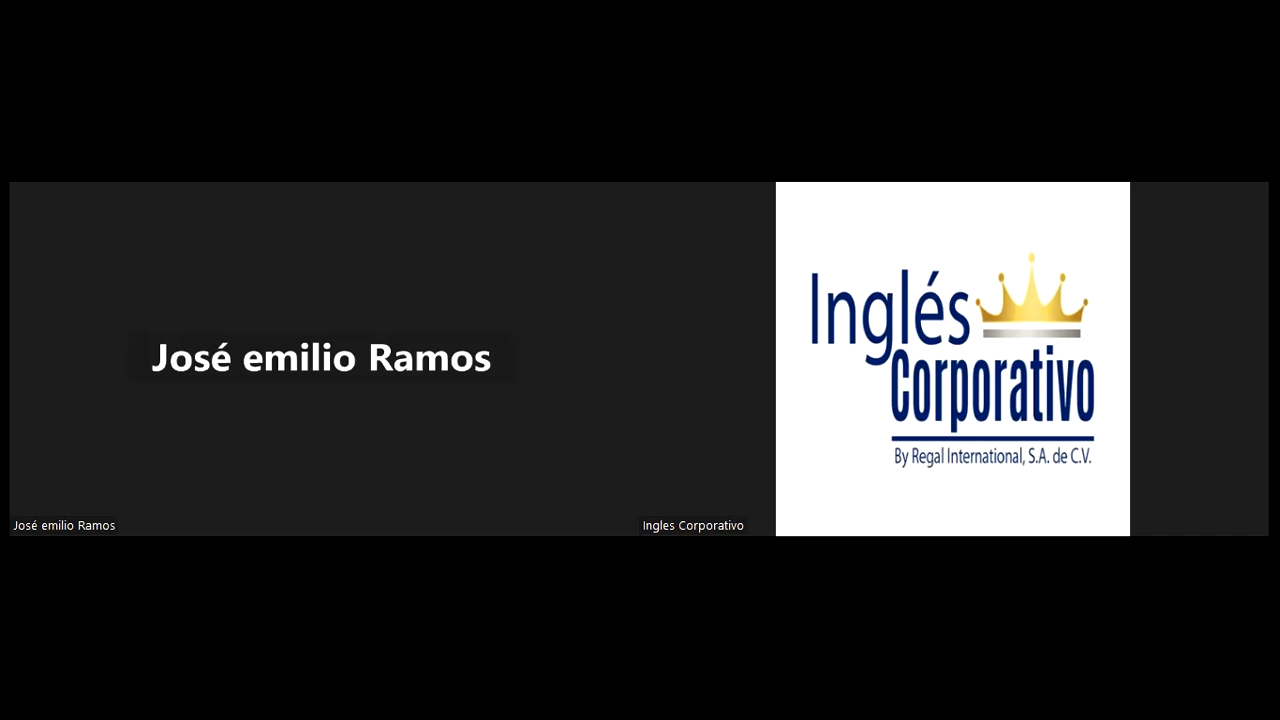 José emilio Ramos
José emilio Ramos
Inglés
Corporativo
By Regal International, S.A. de C.V.
Ingles Corporativo